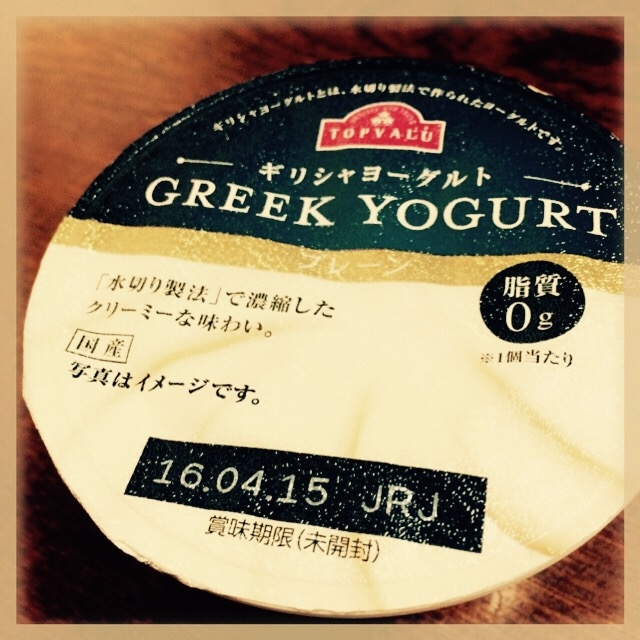 ギリシャヨーグルトとは、水切り製法で作られたヨーグルトです。
TOPVALU
ギリシャヨーグルト
GREEK YOGURT
プレーン
「水切り製法」で濃縮した
クリーミーな味わい。
国産
写真はイメージです。
脂質
0g
※1個当たり
16.04.15 JRJ
賞味期限(未開封)